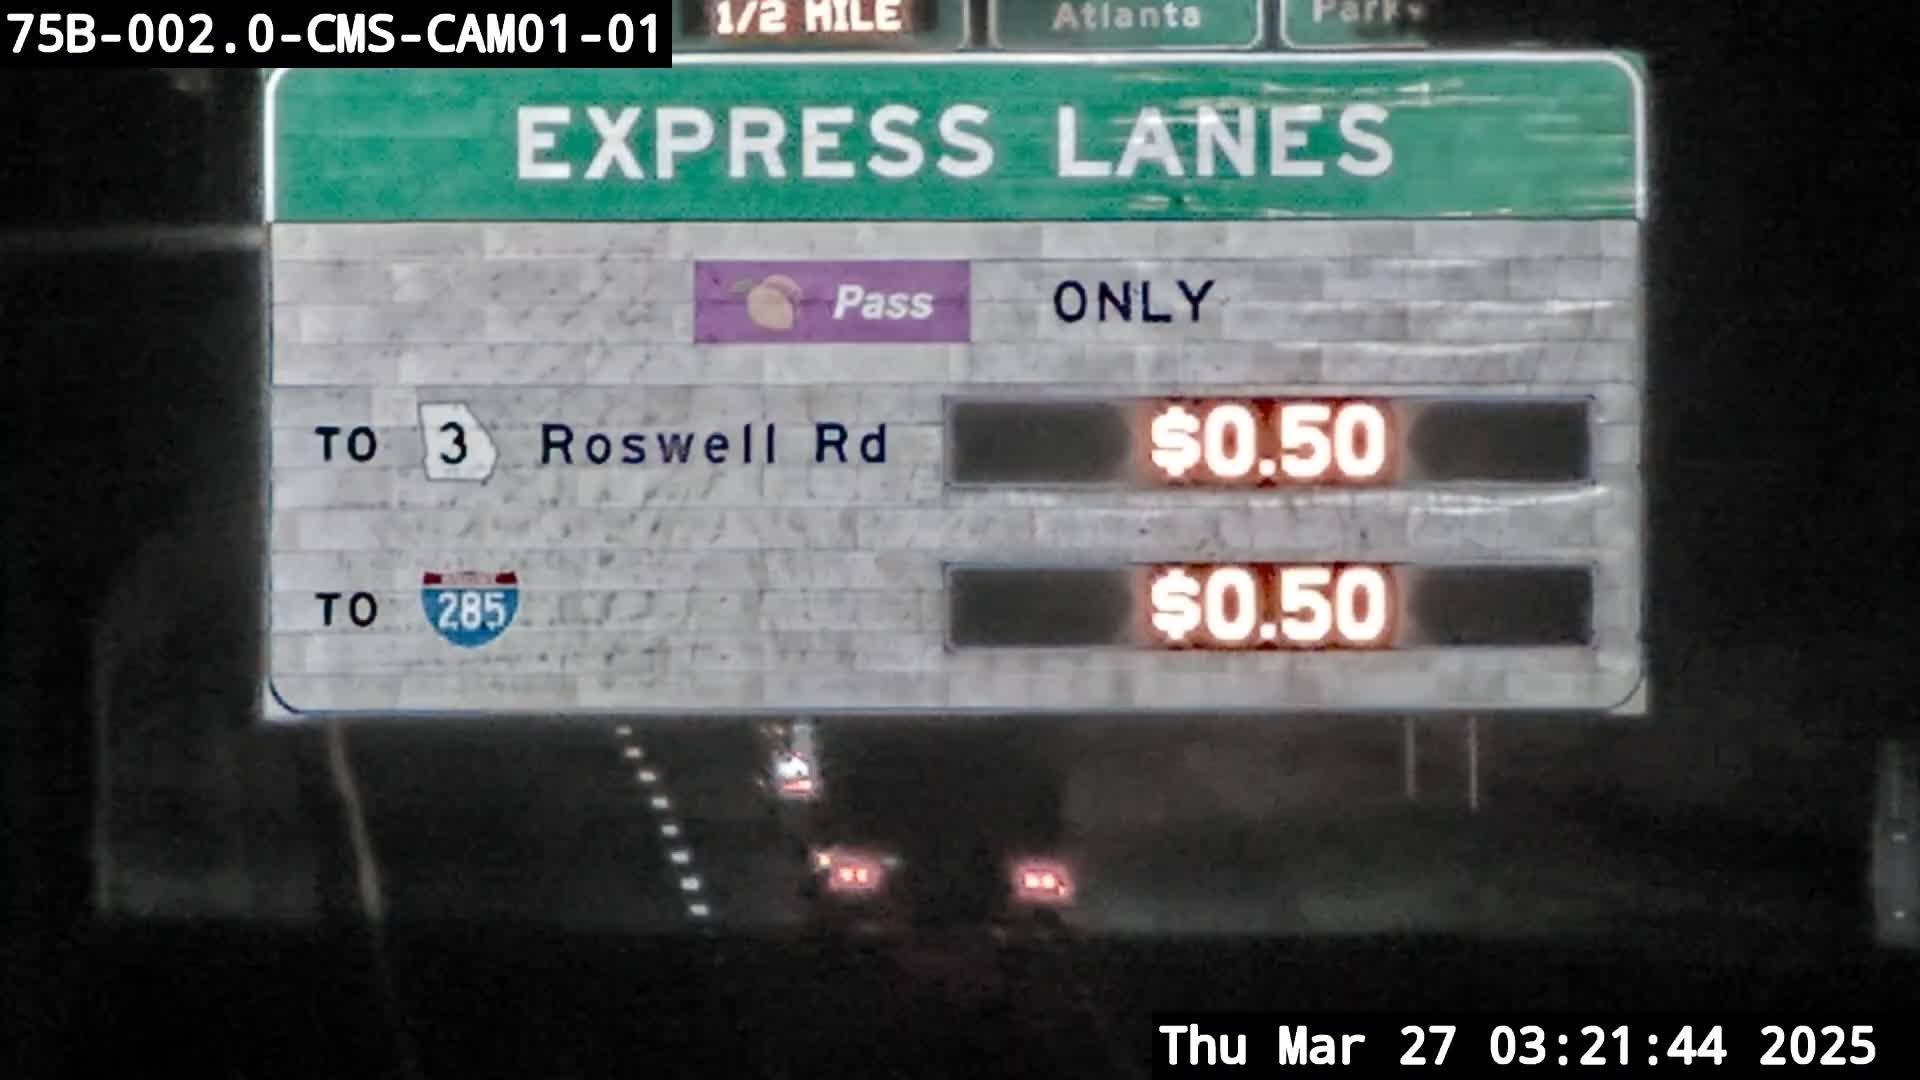 75B-002.0-CMS-CAM01-01
1/2 MILE
Atlanta
EXPRESS LANES
Pass ONLY
TO 3 Roswell Rd $0.50
TO 285 $0.50
Thu Mar 27 03:21:44 2025